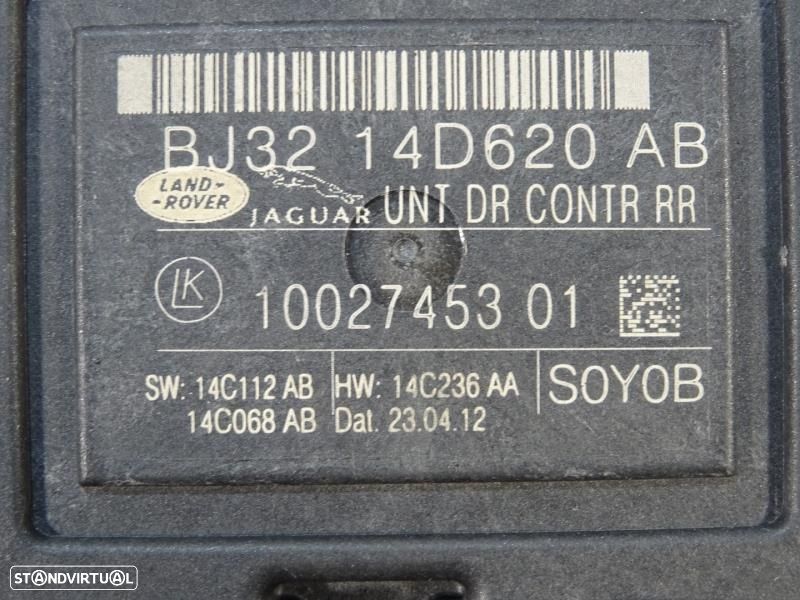 BJ32 14D620 AB
LAND-
-ROVER
JAGUAR UNT DR CONTR RR
LK 10027453 01
SW: 14C112 AB HW: 14C236 AA SOYOB
14C068 AB Dat. 23.04.12
STANDVIRTUAL